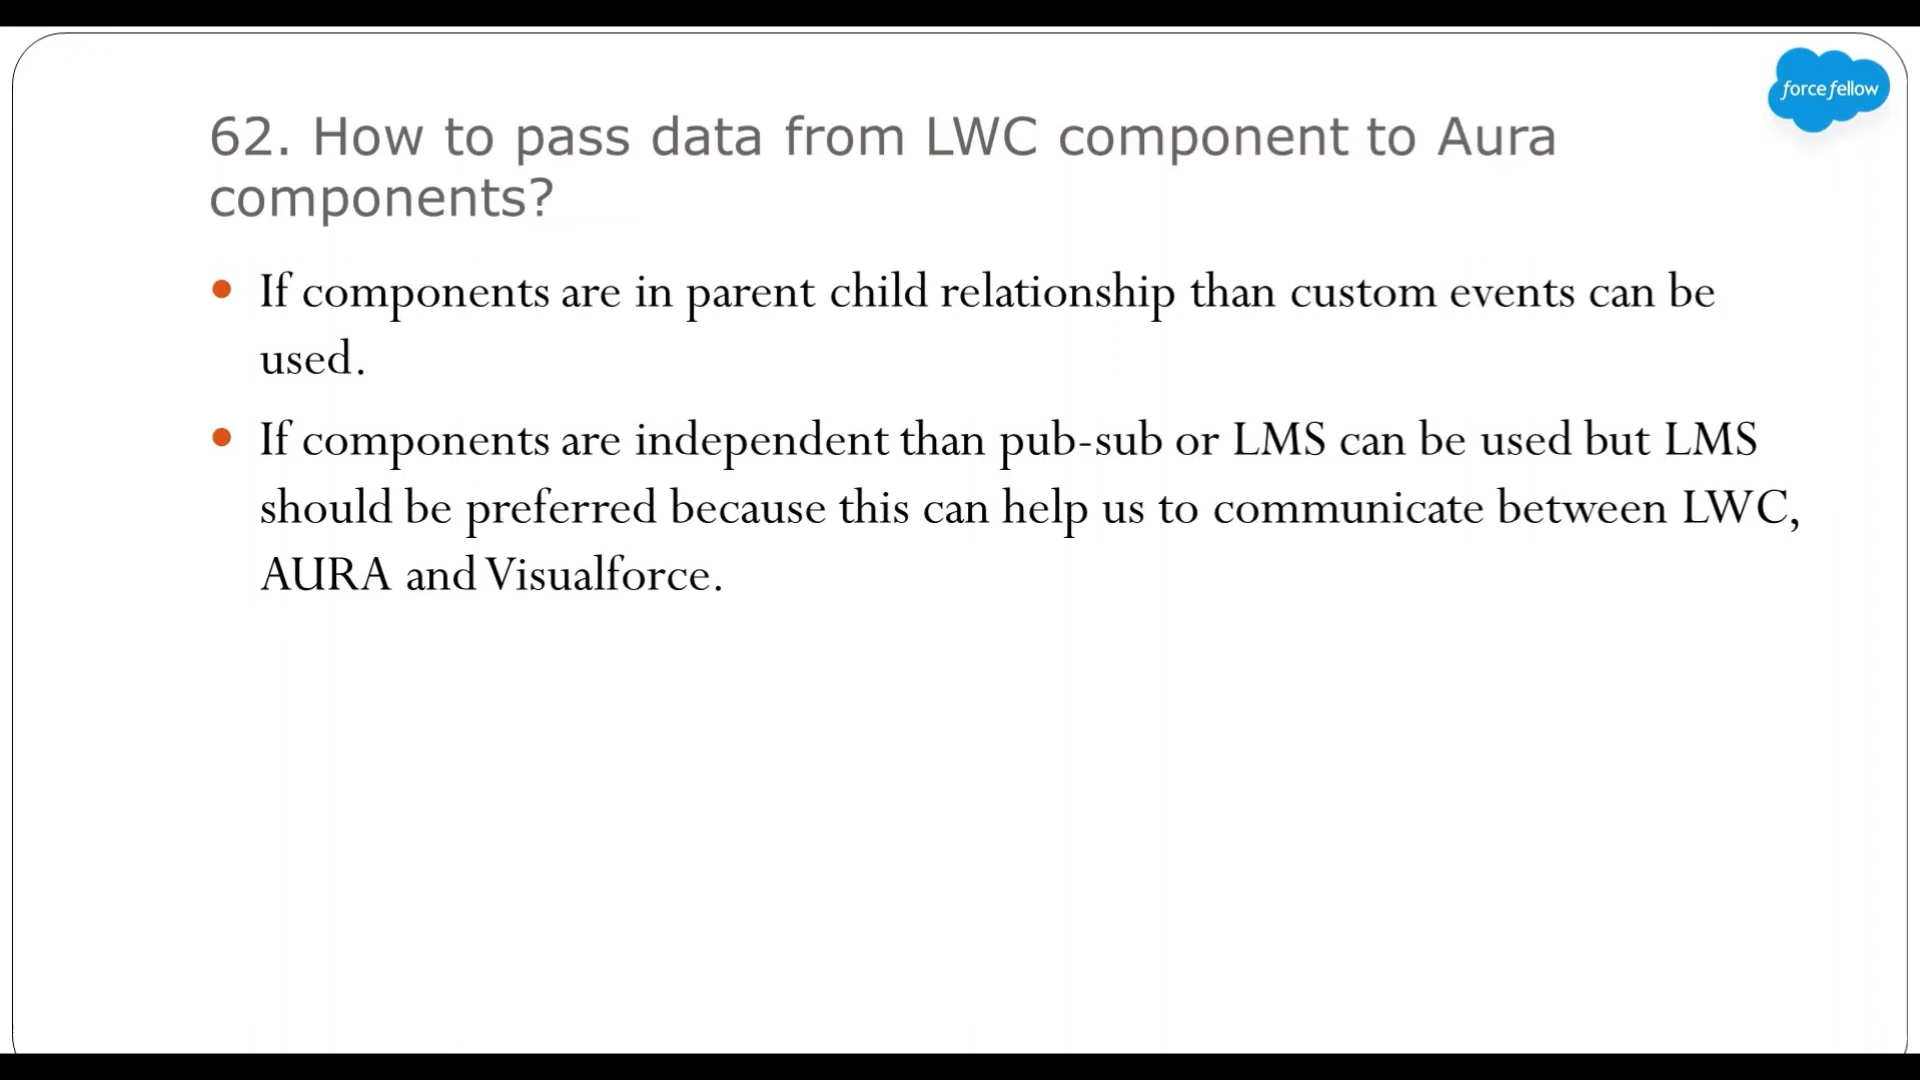 force fellow
62. How to pass data from LWC component to Aura
components?
• If components are in parent child relationship than custom events can be
used.
• If components are independent than pub-sub or LMS can be used but LMS
should be preferred because this can help us to communicate between LWC,
AURA and Visualforce.